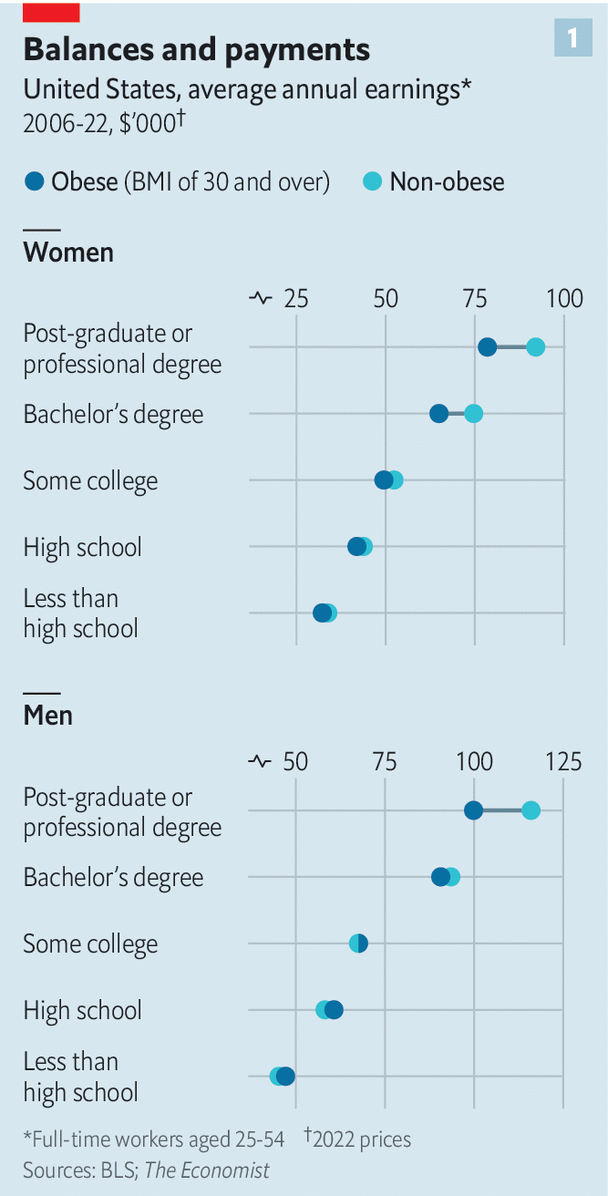 1
Balances and payments
United States, average annual earnings*
2006-22, $'000†
Obese (BMI of 30 and over) Non-obese
Women
25 50 75 100
Post-graduate or
professional degree
Bachelor's degree
Some college
High school
Less than
high school
Men
50 75 100 125
Post-graduate or
professional degree
Bachelor's degree
Some college
High school
Less than
high school
*Full-time workers aged 25-54 †2022 prices
Sources: BLS; The Economist